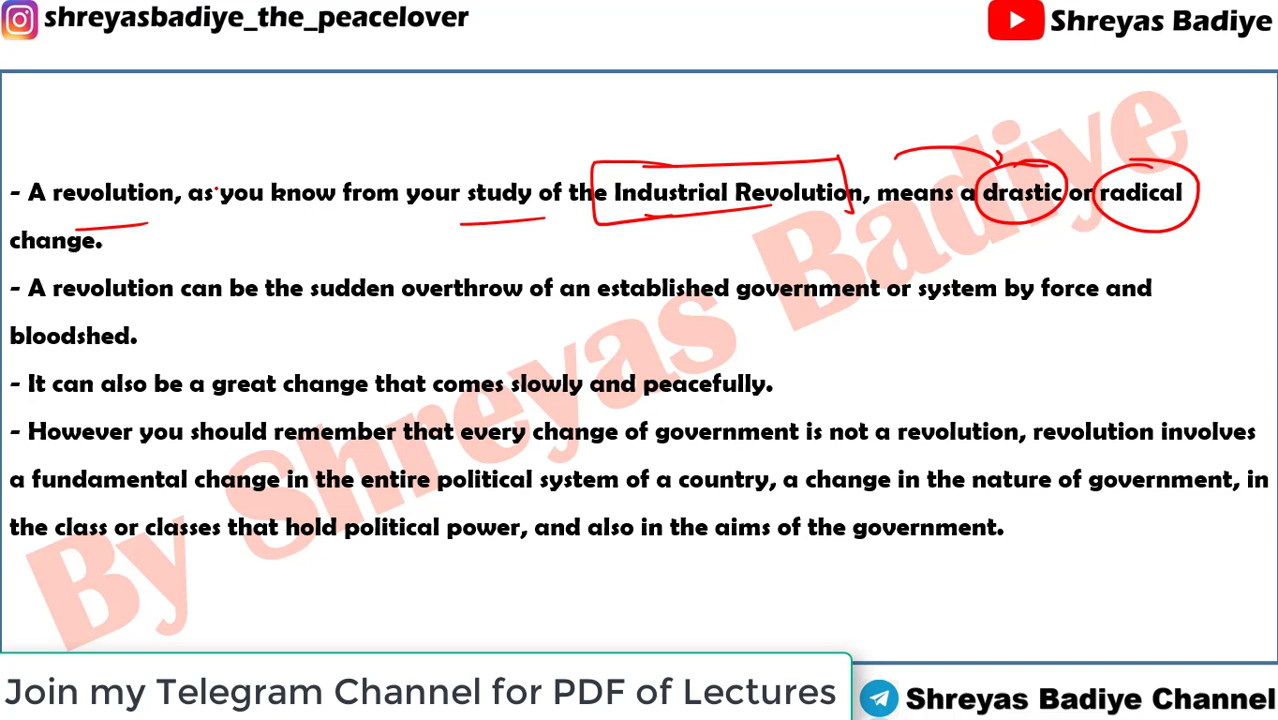 shreyasbadiye_the_peacelover
Shreyas Badiye
- A revolution, as you know from your study of the Industrial Revolution, means a drastic or radical
change.
- A revolution can be the sudden overthrow of an established government or system by force and
bloodshed.
- It can also be a great change that comes slowly and peacefully.
- However you should remember that every change of government is not a revolution, revolution involves
a fundamental change in the entire political system of a country, a change in the nature of government, in
the class or classes that hold political power, and also in the aims of the government.
By Shreyas Badiye
Join my Telegram Channel for PDF of Lectures
Shreyas Badiye Channel